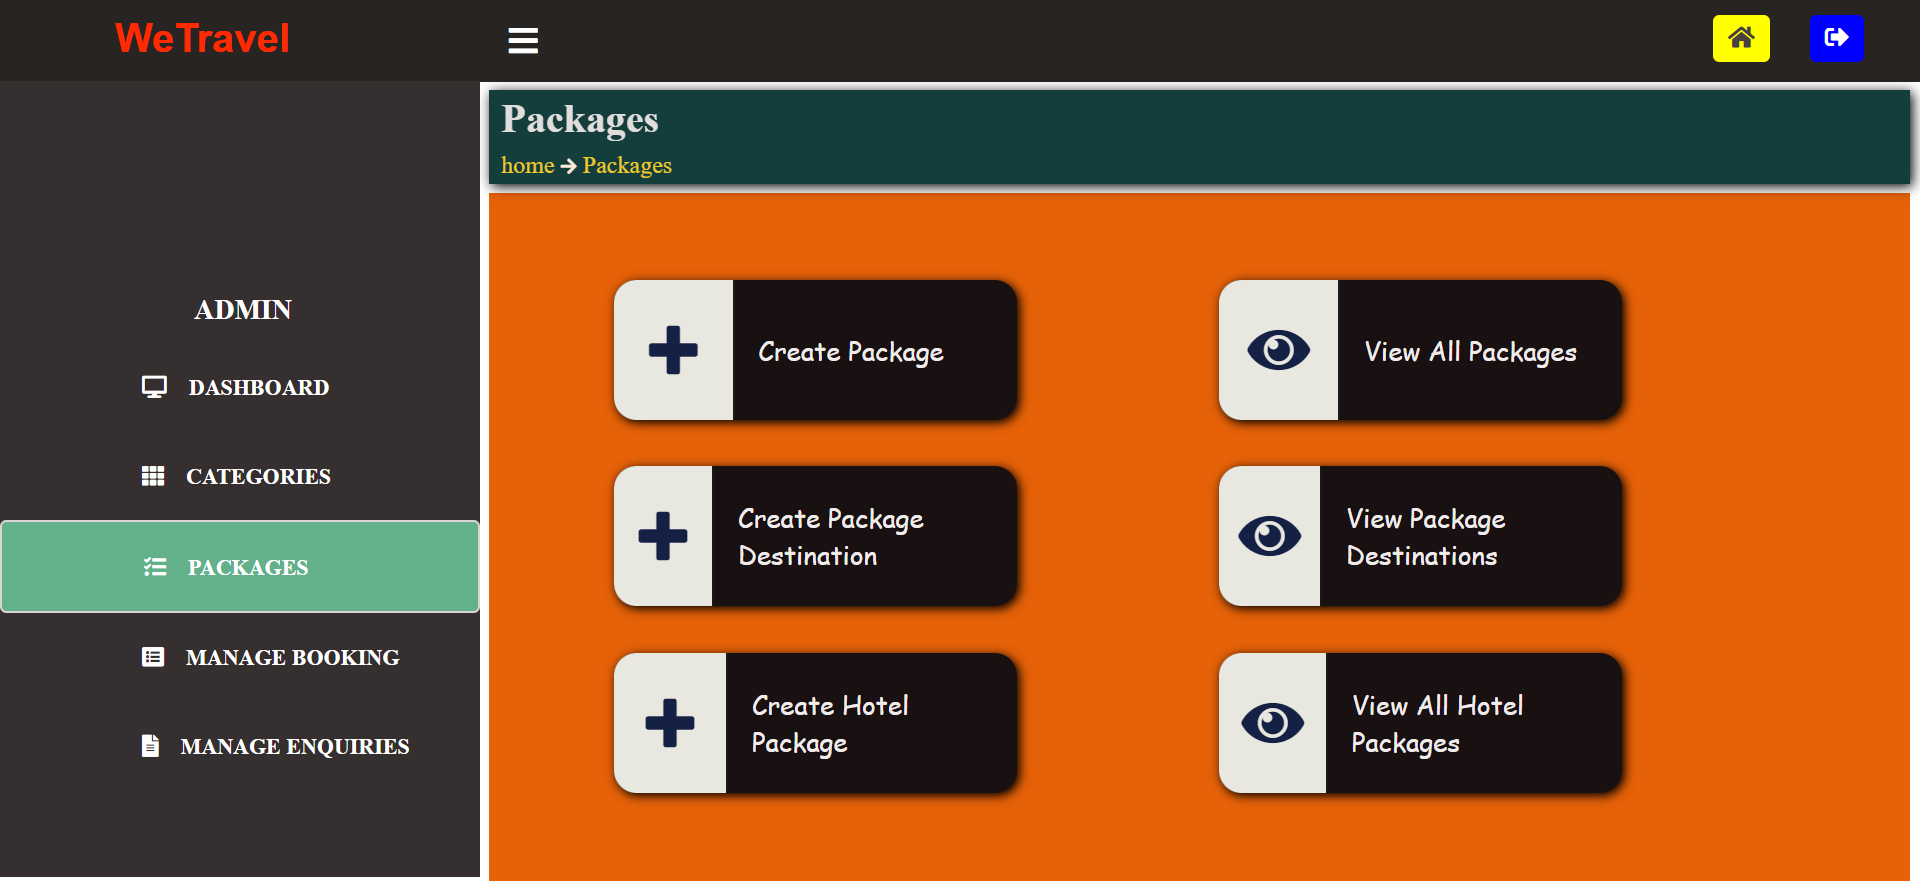 WeTravel
Packages
home Packages
ADMIN
DASHBOARD
CATEGORIES
PACKAGES
MANAGE BOOKING
MANAGE ENQUIRIES
Create Package
View All Packages
Create Package
Destination
View Package
Destinations
Create Hotel
Package
View All Hotel
Packages